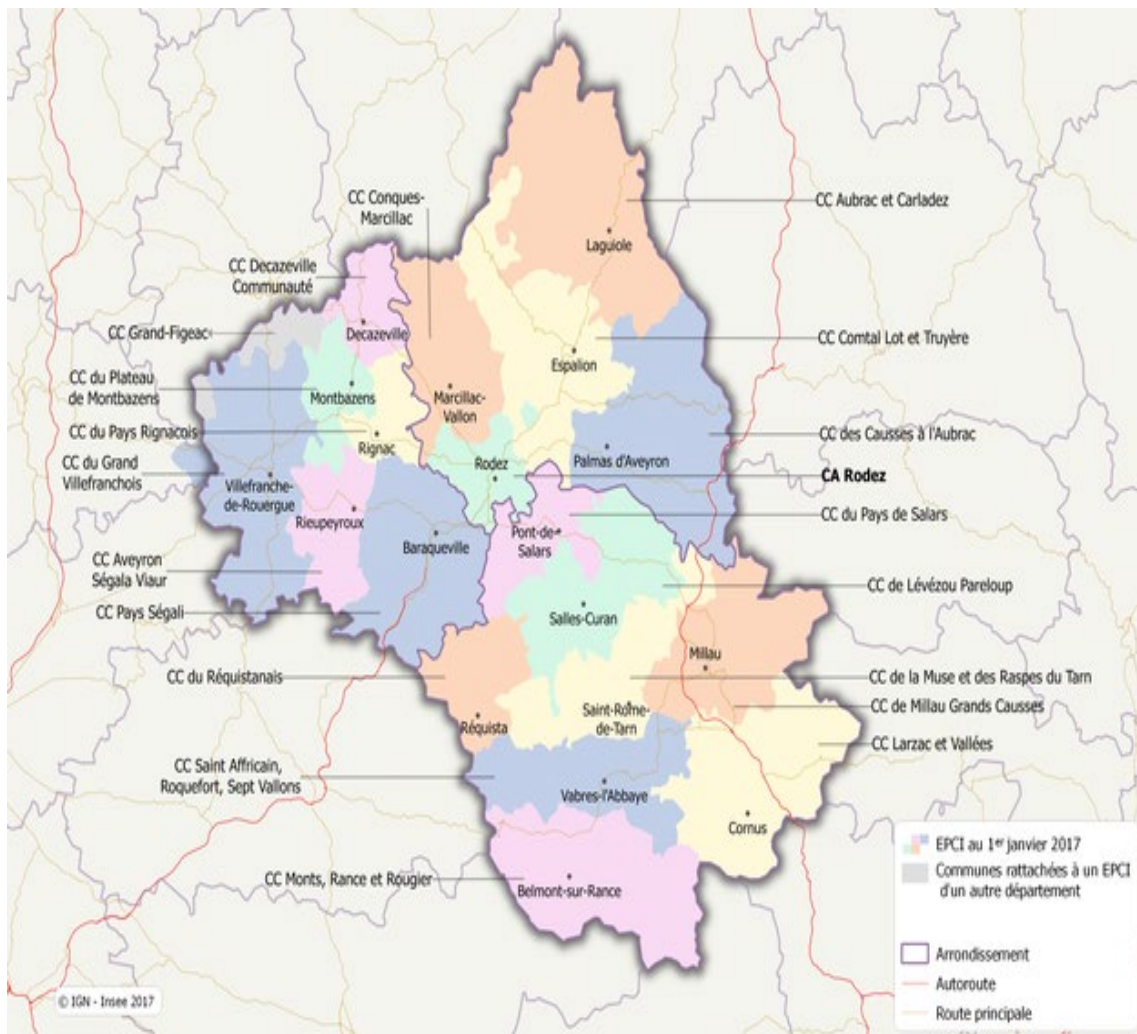 CC Conques-
Marcillac
CC Aubrac et Carladez
Laguiole
CC Decazeville
Communauté
CC Grand-Figeac
Decazeville
CC Comtal Lot et Truyère
Espalion
CC du Plateau
de Montbazens
Montbazens
Marcillac-
Vallon
CC du Pays Rignacois
Rignac
CC des Causses à l'Aubrac
Palmas d'Aveyron
CC du Grand
Villefranchois
Rodez
CA Rodez
Villefranche-
de-Rouergue
Rieupeyroux
CC du Pays de Salars
Pont-de-
Salars
Baraqueville
CC Aveyron
Ségala Viaur
CC de Lévézou Pareloup
CC Pays Ségali
Salles-Curan
Millau
CC du Réquistanais
CC de la Muse et des Raspes du Tarn
CC de Millau Grands Causses
Saint-Rome-
de-Tarn
Réquista
CC Larzac et Vallées
CC Saint Affricain,
Roquefort, Sept Vallons
Vabres-l'Abbaye
Cornus
CC Monts, Rance et Rougier
Belmont-sur-Rance
EPCI au 1er janvier 2017
Communes rattachées à un EPCI
d'un autre département
Arrondissement
Autoroute
Route principale
© IGN - Insee 2017